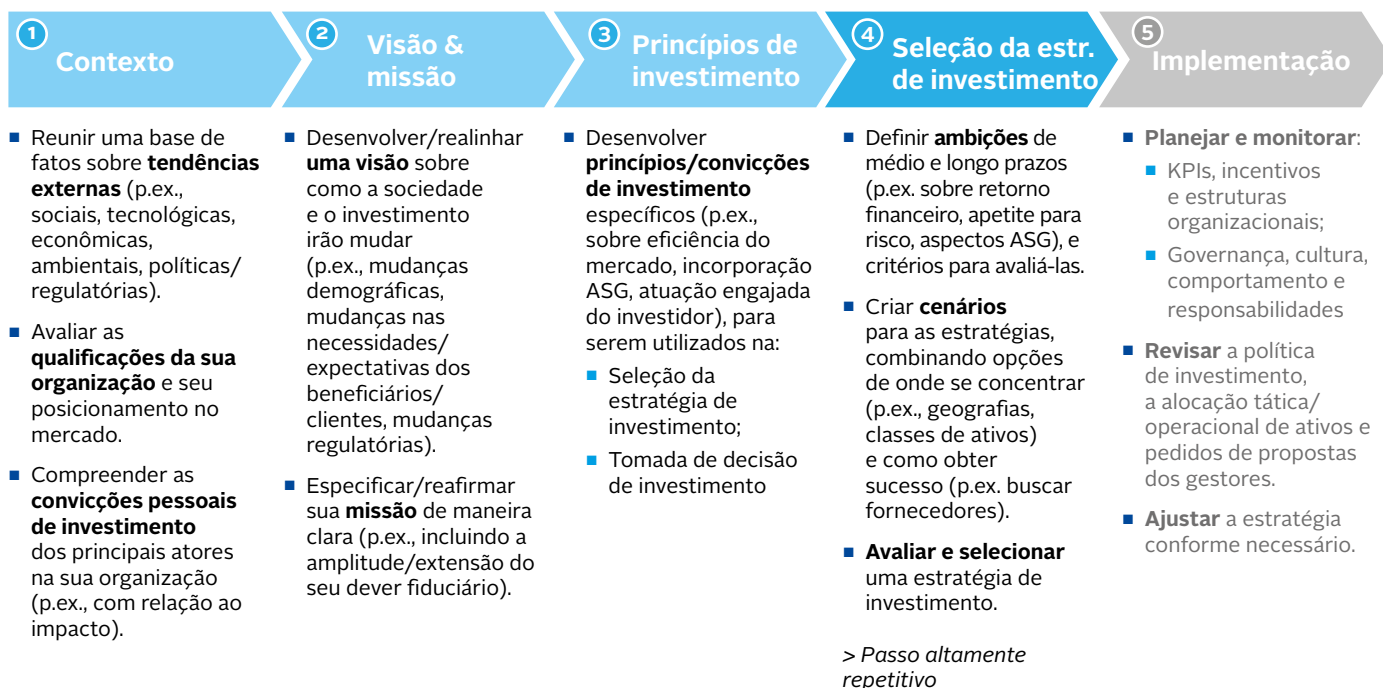 1
Contexto
2
Visão &
missão
3
Princípios de
investimento
4
Seleção da estr.
de investimento
5
Implementação
■ Reunir uma base de
fatos sobre tendências
externas (p.ex.,
sociais, tecnológicas,
econômicas,
ambientais, políticas/
regulatórias).
■ Avaliar as
qualificações da sua
organização e seu
posicionamento no
mercado.
■ Compreender as
convicções pessoais
de investimento
dos principais atores
na sua organização
(p.ex., com relação ao
impacto).
■ Desenvolver/realinhar
uma visão sobre
como a sociedade
e o investimento
irão mudar
(p.ex., mudanças
demográficas,
mudanças nas
necessidades/
expectativas dos
beneficiários/
clientes, mudanças
regulatórias).
■ Especificar/reafirmar
sua missão de maneira
clara (p.ex., incluindo a
amplitude/extensão do
seu dever fiduciário).
■ Desenvolver
princípios/convicções
de investimento
específicos (p.ex.,
sobre eficiência do
mercado, incorporação
ASG, atuação engajada
do investidor), para
serem utilizados na:
■ Seleção da
estratégia de
investimento;
■ Tomada de decisão
de investimento
■ Definir ambições de
médio e longo prazos
(p.ex. sobre retorno
financeiro, apetite para
risco, aspectos ASG), e
critérios para avaliá-las.
■ Criar cenários
para as estratégias,
combinando opções
de onde se concentrar
(p.ex., geografias,
classes de ativos)
e como obter
sucesso (p.ex. buscar
fornecedores).
■ Avaliar e selecionar
uma estratégia de
investimento.
> Passo altamente
repetitivo
■ Planejar e monitorar:
■ KPIs, incentivos
e estruturas
organizacionais;
■ Governança, cultura,
comportamento e
responsabilidades
■ Revisar a política
de investimento,
a alocação tática/
operacional de ativos e
pedidos de propostas
dos gestores.
■ Ajustar a estratégia
conforme necessário.